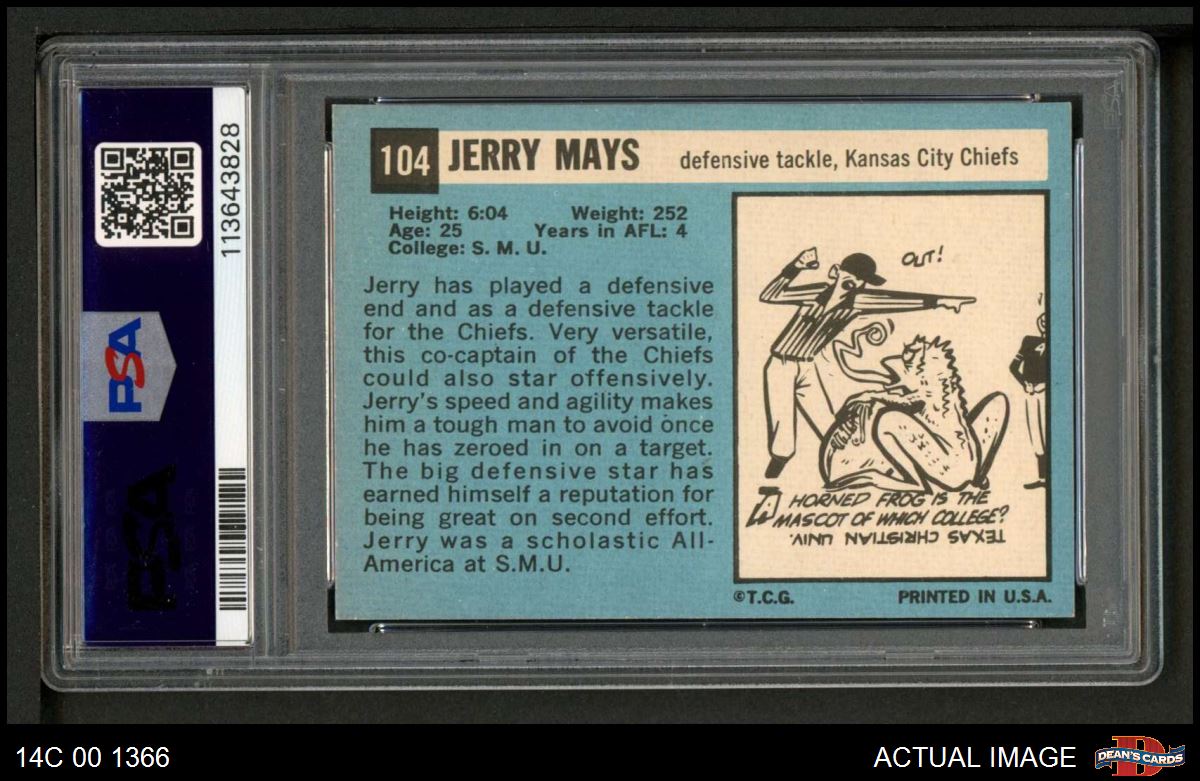 113643828
PSA
PSA
104 JERRY MAYS defensive tackle, Kansas City Chiefs
Height: 6:04 Weight: 252
Age: 25 Years in AFL: 4
College: S. M. U.
Jerry has played a defensive
end and as a defensive tackle
for the Chiefs. Very versatile,
this co-captain of the Chiefs
could also star offensively.
Jerry's speed and agility makes
him a tough man to avoid once
he has zeroed in on a target.
The big defensive star has
earned himself a reputation for
being great on second effort.
Jerry was a scholastic All-
America at S.M.U.
OUT!
A HORNED FROG IS THE
MASCOT OF WHICH COLLEGE?
TEXAS CHRISTIAN UNIV.
©T.C.G. PRINTED IN U.S.A.
14C 00 1366
ACTUAL IMAGE
D
DEAN'S CARDS